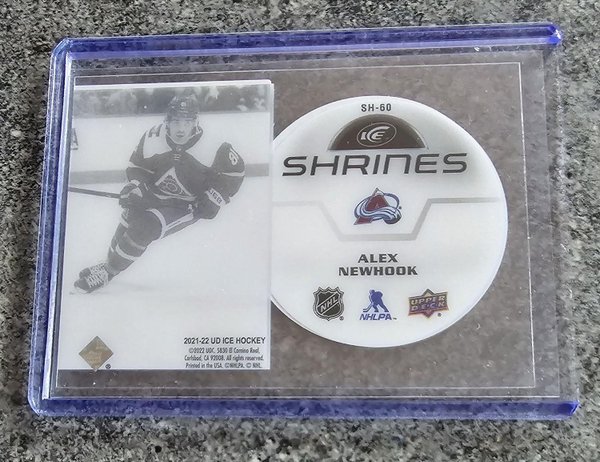 SH-60
ICE
SHRINES
ALEX
NEWHOOK
NHL
NHLPA™
UPPER
DECK
2021-22 UD ICE HOCKEY
©2022 UDC. 5830 El Camino Real,
Carlsbad, CA 92008. All rights reserved.
Printed in the USA. ©NHLPA. © NHL.